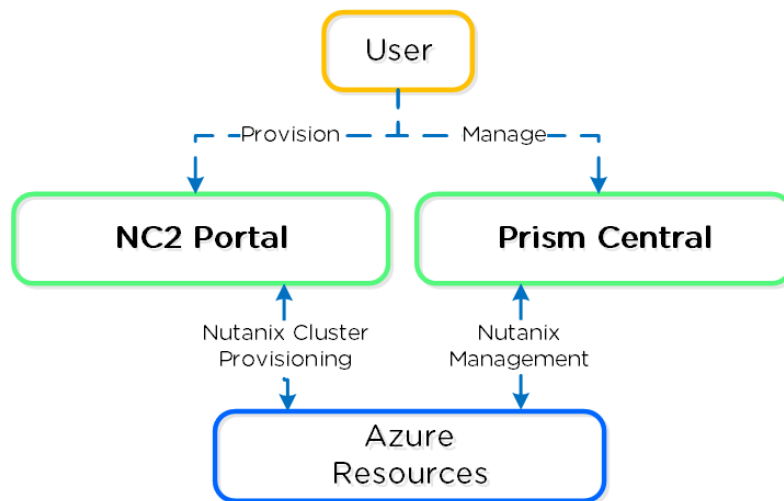 User
Provision
Manage
NC2 Portal
Prism Central
Nutanix Cluster
Provisioning
Nutanix
Management
Azure
Resources